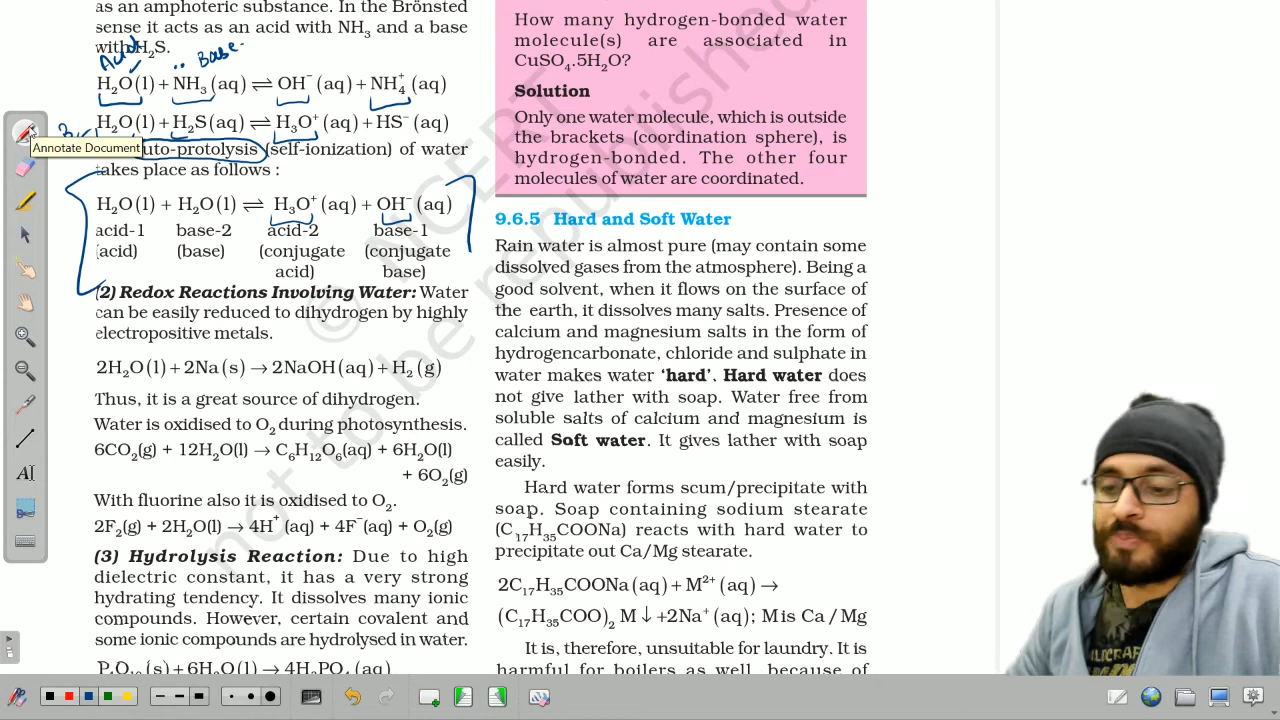 as an amphoteric substance. In the Brönsted
sense it acts as an acid with NH₃ and a base
with H₂S.
Acid
Base
H₂O(l) + NH₃(aq) ⇌ OH⁻(aq) + NH₄⁺(aq)
H₂O(l) + H₂S(aq) ⇌ H₃O⁺(aq) + HS⁻(aq)
Annotate Document
uto-protolysis (self-ionization) of water
takes place as follows :
H₂O(l) + H₂O(l) ⇌ H₃O⁺(aq) + OH⁻(aq)
acid-1 base-2 acid-2 base-1
(acid) (base) (conjugate (conjugate
acid) base)
(2) Redox Reactions Involving Water: Water
can be easily reduced to dihydrogen by highly
electropositive metals.
2H₂O(l) + 2Na(s) → 2NaOH(aq) + H₂(g)
Thus, it is a great source of dihydrogen.
Water is oxidised to O₂ during photosynthesis.
6CO₂(g) + 12H₂O(l) → C₆H₁₂O₆(aq) + 6H₂O(l)
+ 6O₂(g)
With fluorine also it is oxidised to O₂.
2F₂(g) + 2H₂O(l) → 4H⁺(aq) + 4F⁻(aq) + O₂(g)
(3) Hydrolysis Reaction: Due to high
dielectric constant, it has a very strong
hydrating tendency. It dissolves many ionic
compounds. However, certain covalent and
some ionic compounds are hydrolysed in water.
P₄O₁₀(s) + 6H₂O(l) → 4H₃PO₄(aq)
How many hydrogen-bonded water
molecule(s) are associated in
CuSO₄.5H₂O?
Solution
Only one water molecule, which is outside
the brackets (coordination sphere), is
hydrogen-bonded. The other four
molecules of water are coordinated.
9.6.5 Hard and Soft Water
Rain water is almost pure (may contain some
dissolved gases from the atmosphere). Being a
good solvent, when it flows on the surface of
the earth, it dissolves many salts. Presence of
calcium and magnesium salts in the form of
hydrogencarbonate, chloride and sulphate in
water makes water 'hard'. Hard water does
not give lather with soap. Water free from
soluble salts of calcium and magnesium is
called Soft water. It gives lather with soap
easily.
Hard water forms scum/precipitate with
soap. Soap containing sodium stearate
(C₁₇H₃₅COONa) reacts with hard water to
precipitate out Ca/Mg stearate.
2C₁₇H₃₅COONa(aq) + M²⁺(aq) →
(C₁₇H₃₅COO)₂ M ↓ +2Na⁺(aq); M is Ca / Mg
It is, therefore, unsuitable for laundry. It is
harmful for boilers as well, because of
© NCERT
not to be republished